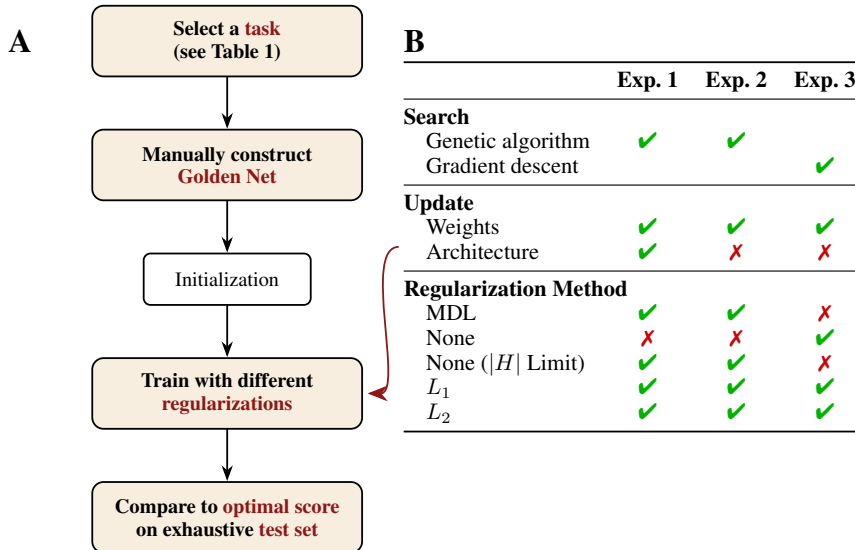 A
Select a task
(see Table 1)
Manually construct
Golden Net
Initialization
Train with different
regularizations
Compare to optimal score
on exhaustive test set
B
Exp. 1 Exp. 2 Exp. 3
Search
Genetic algorithm ✔ ✔
Gradient descent ✔
Update
Weights ✔ ✔ ✔
Architecture ✔ ✗ ✗
Regularization Method
MDL ✔ ✔ ✗
None ✗ ✗ ✔
None (|H| Limit) ✔ ✔ ✗
L₁ ✔ ✔ ✔
L₂ ✔ ✔ ✔